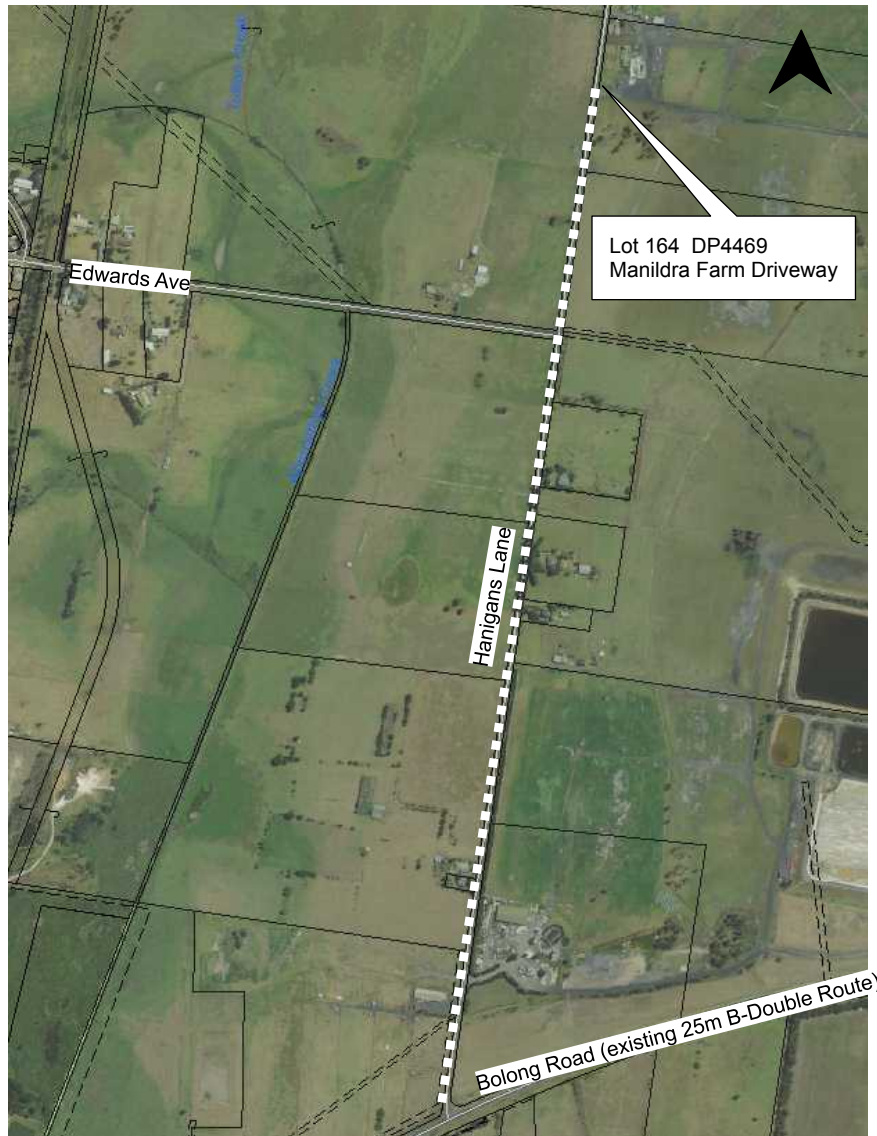 Lot 164 DP4469
Manildra Farm Driveway
Edwards Ave
Hanigans Lane
Bolong Road (existing 25m B-Double Route)